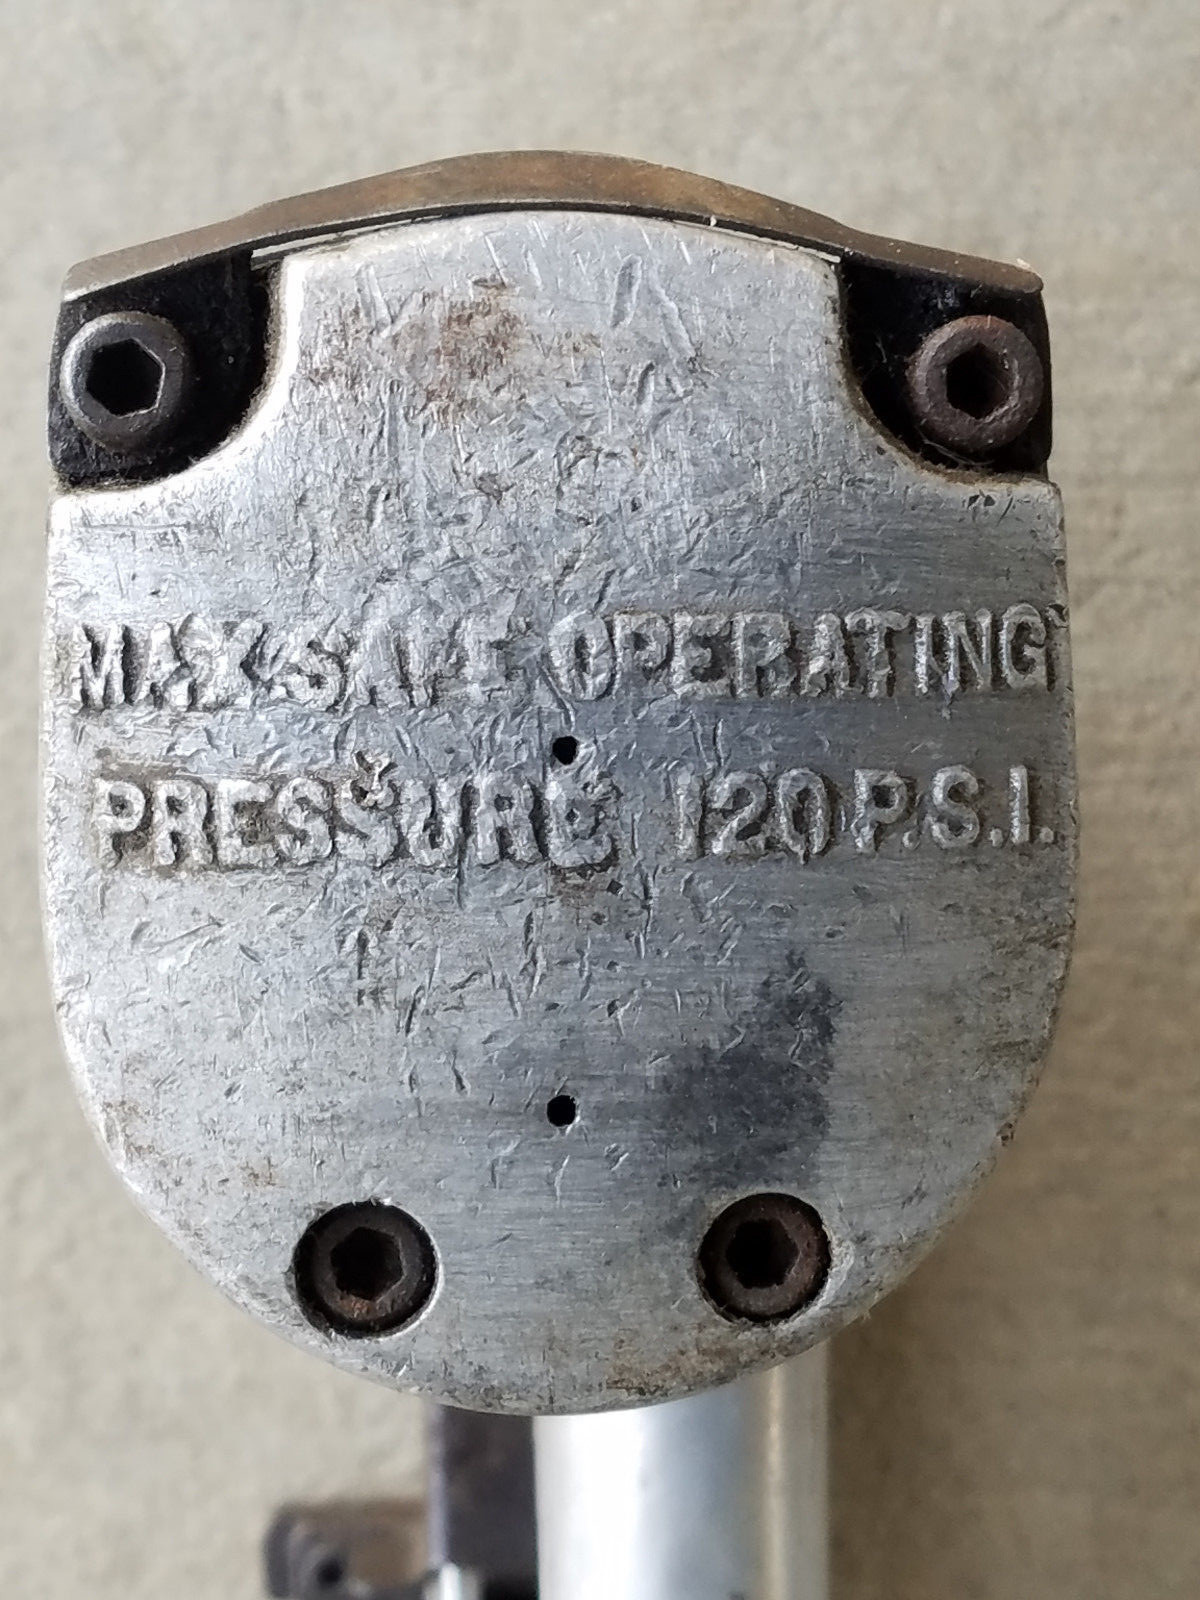 MAX.SAFE OPERATING
PRESSURE 120 P.S.I.